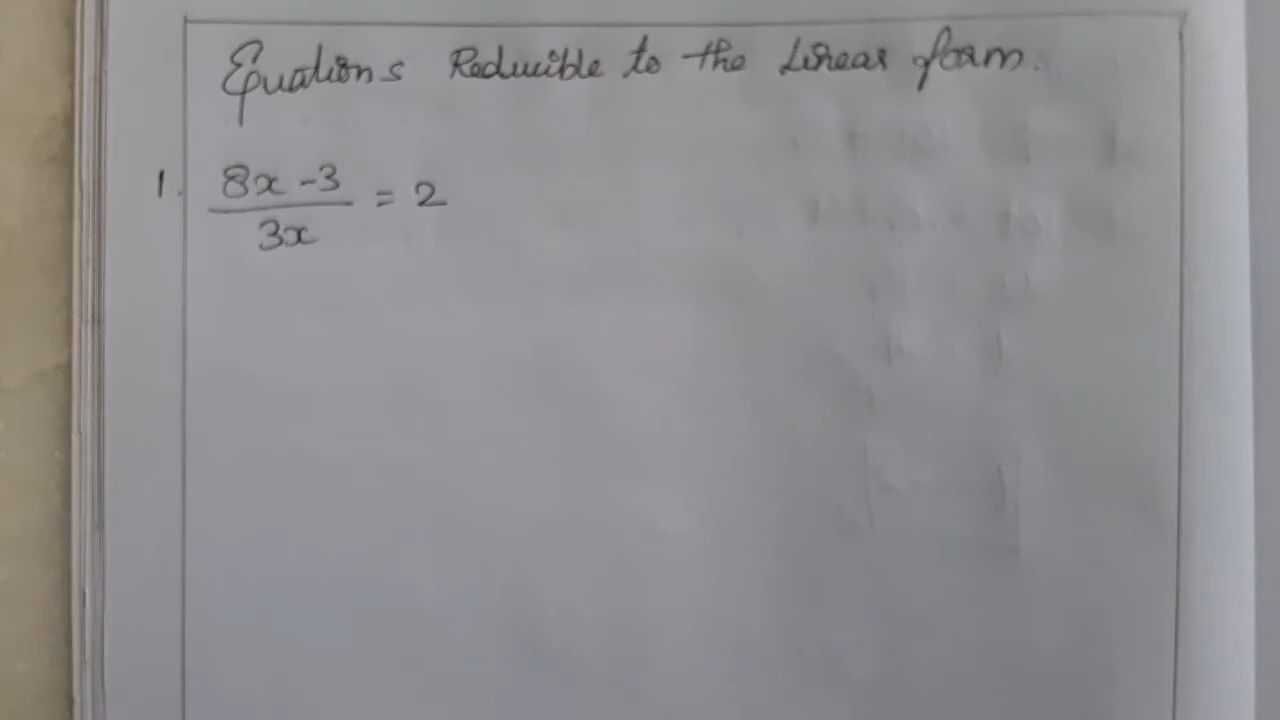 Equations Reducible to the Linear form.
1. 8x - 3
3x = 2